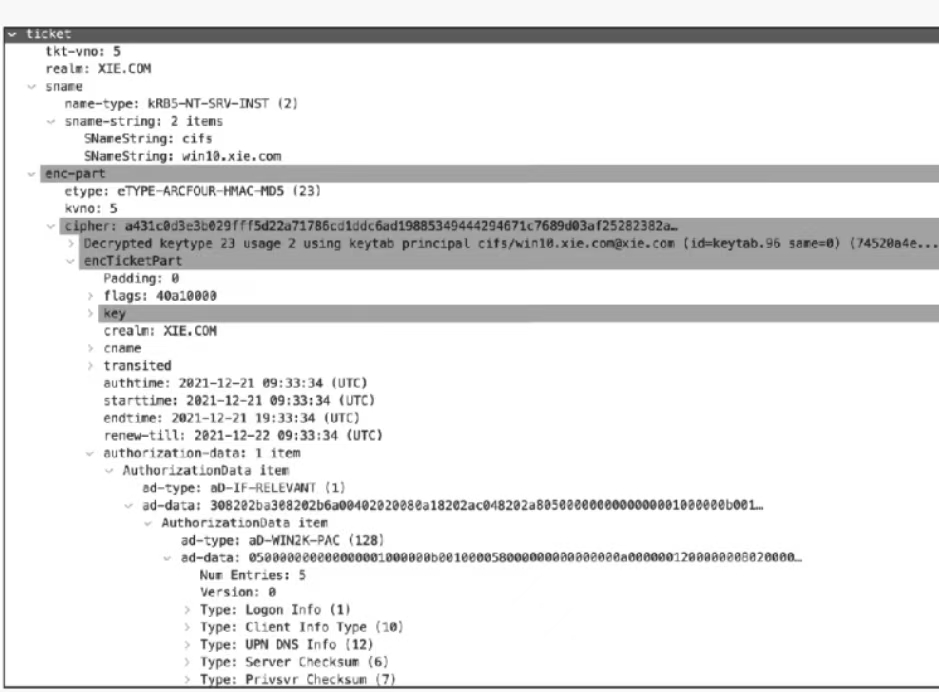 ticket
tkt-vno: 5
realm: XIE.COM
sname
name-type: kRB5-NT-SRV-INST (2)
sname-string: 2 items
SNameString: cifs
SNameString: win10.xie.com
enc-part
etype: eTYPE-ARCFOUR-HMAC-MD5 (23)
kvno: 5
cipher: a431c0d3e3b029fff5d22a71786cd1ddc6ad19885349444294671c7689d03af25282382a…
Decrypted keytype 23 usage 2 using keytab principal cifs/win10.xie.com@xie.com (id=keytab.96 same=0) (74520a4e...
encTicketPart
Padding: 0
flags: 40a10000
key
crealm: XIE.COM
cname
transited
authtime: 2021-12-21 09:33:34 (UTC)
starttime: 2021-12-21 09:33:34 (UTC)
endtime: 2021-12-21 19:33:34 (UTC)
renew-till: 2021-12-22 09:33:34 (UTC)
authorization-data: 1 item
AuthorizationData item
ad-type: aD-IF-RELEVANT (1)
ad-data: 308202ba308202b6a00402020080a18202ac048202a80500000000000000001000000b001…
AuthorizationData item
ad-type: aD-WIN2K-PAC (128)
ad-data: 0500000000000000001000000b00100005800000000000000000a0000001200000008020000…
Num Entries: 5
Version: 0
Type: Logon Info (1)
Type: Client Info Type (10)
Type: UPN DNS Info (12)
Type: Server Checksum (6)
Type: Privsvr Checksum (7)